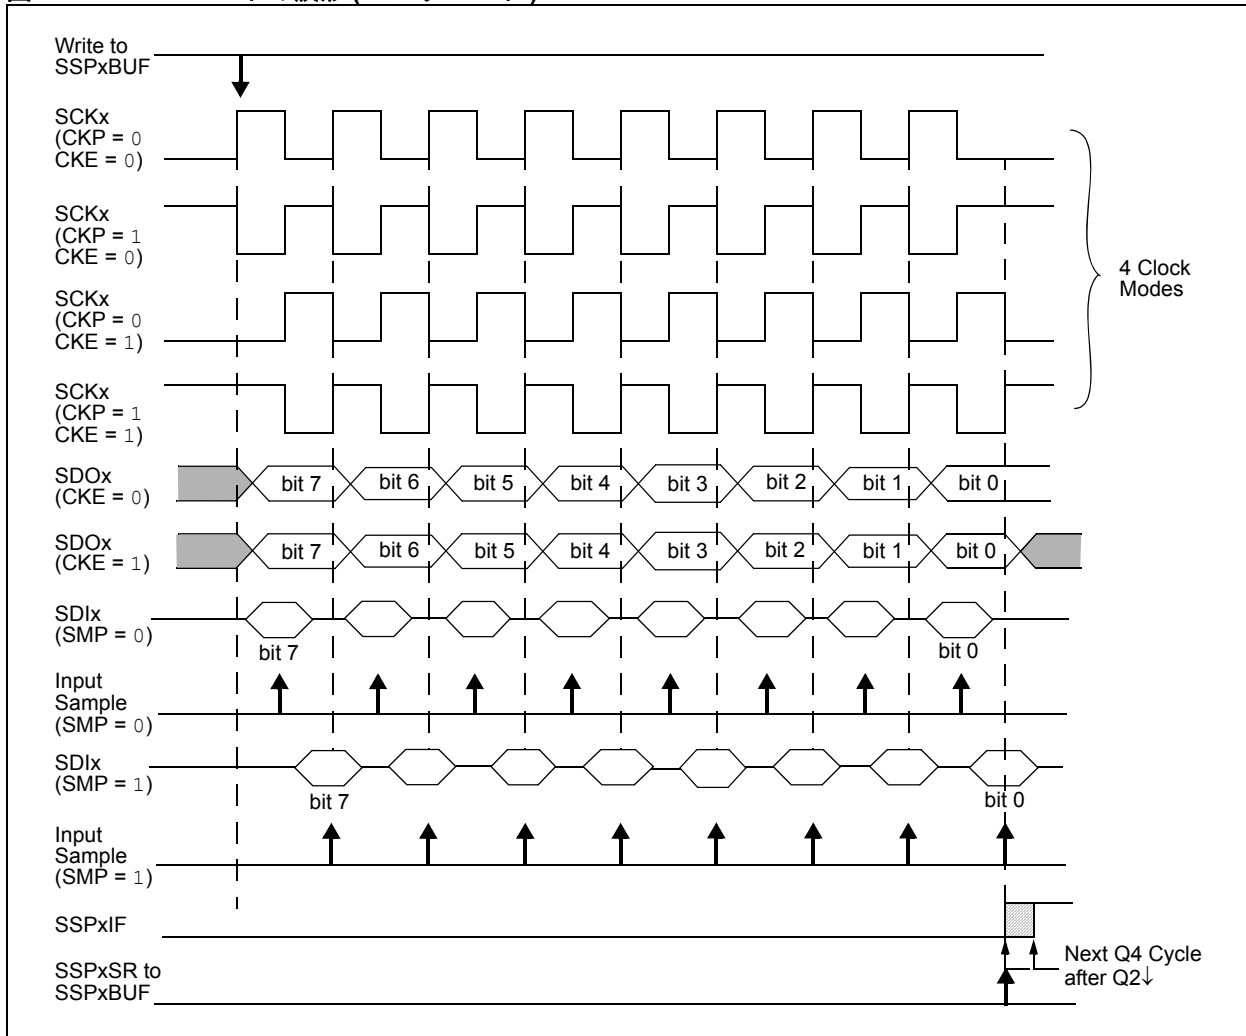 Write to
SSPxBUF
SCKx
(CKP = 0
CKE = 0)
SCKx
(CKP = 1
CKE = 0)
SCKx
(CKP = 0
CKE = 1)
SCKx
(CKP = 1
CKE = 1)
4 Clock
Modes
SDOx
(CKE = 0)
bit 7 bit 6 bit 5 bit 4 bit 3 bit 2 bit 1 bit 0
SDOx
(CKE = 1)
bit 7 bit 6 bit 5 bit 4 bit 3 bit 2 bit 1 bit 0
SDIx
(SMP = 0)
bit 7 bit 0
Input
Sample
(SMP = 0)
SDIx
(SMP = 1)
bit 7 bit 0
Input
Sample
(SMP = 1)
SSPxIF
SSPxSR to
SSPxBUF
Next Q4 Cycle
after Q2↓